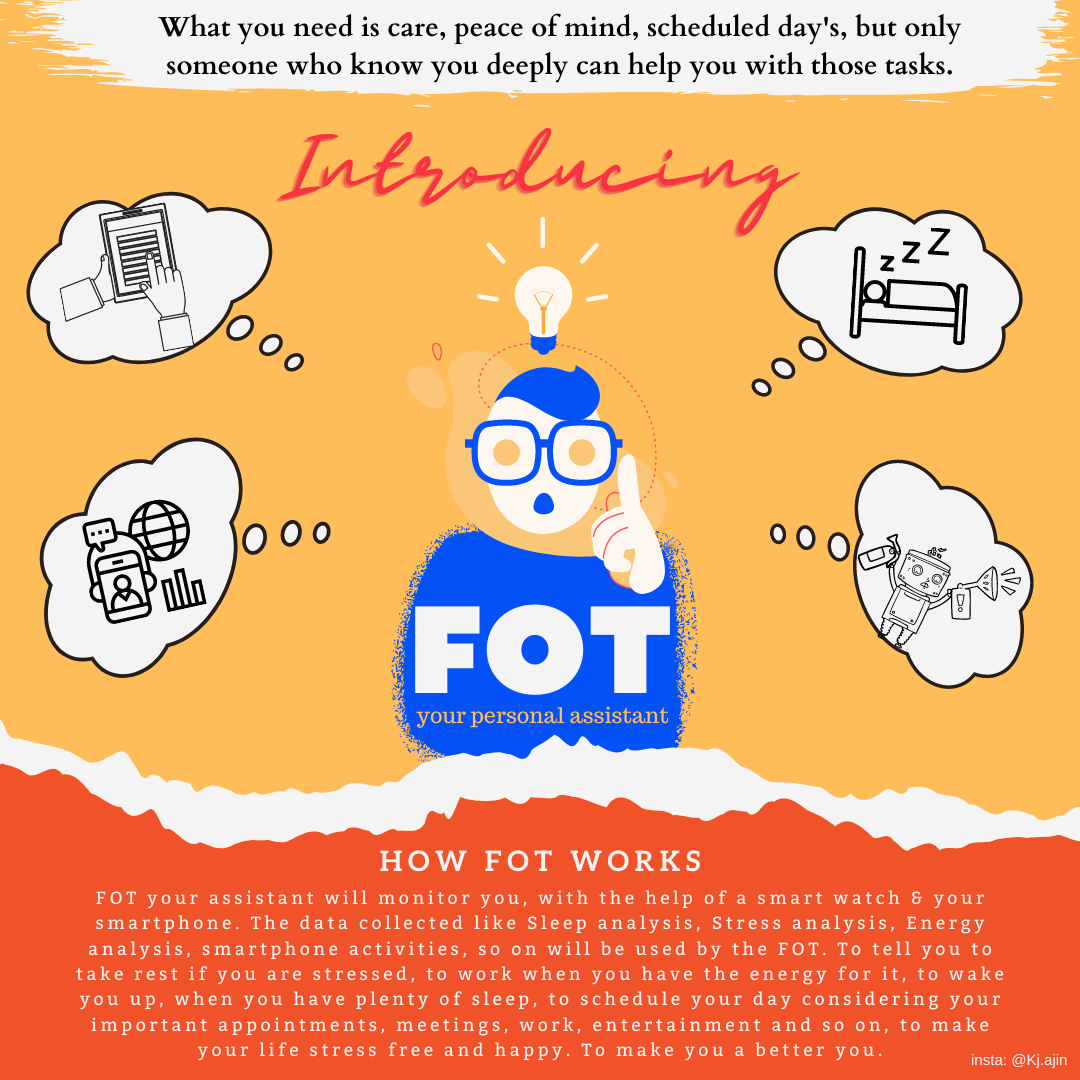 What you need is care, peace of mind, scheduled day's, but only
someone who know you deeply can help you with those tasks.
Introducing
z z z
FOT
your personal assistant
HOW FOT WORKS
FOT your assistant will monitor you, with the help of a smart watch & your
smartphone. The data collected like Sleep analysis, Stress analysis, Energy
analysis, smartphone activities, so on will be used by the FOT. To tell you to
take rest if you are stressed, to work when you have the energy for it, to wake
you up, when you have plenty of sleep, to schedule your day considering your
important appointments, meetings, work, entertainment and so on, to make
your life stress free and happy. To make you a better you.
insta: @Kj.ajin